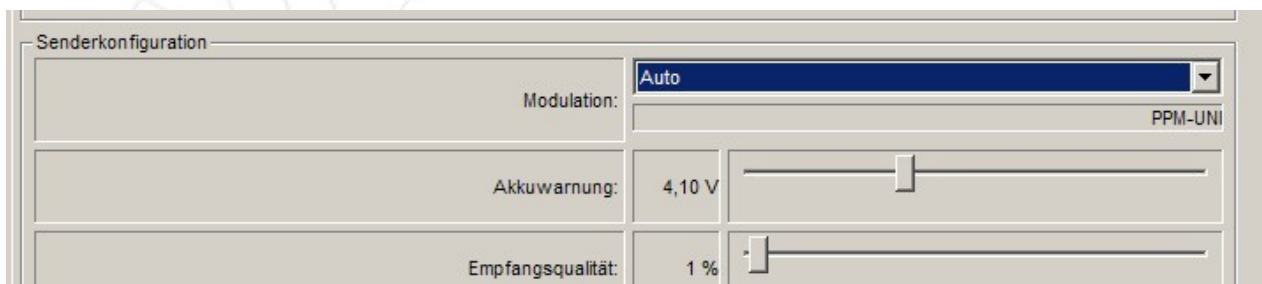 Senderkonfiguration
Modulation:
Auto
PPM-UNI
Akkuwarnung:
4,10 V
Empfangsqualität:
1 %